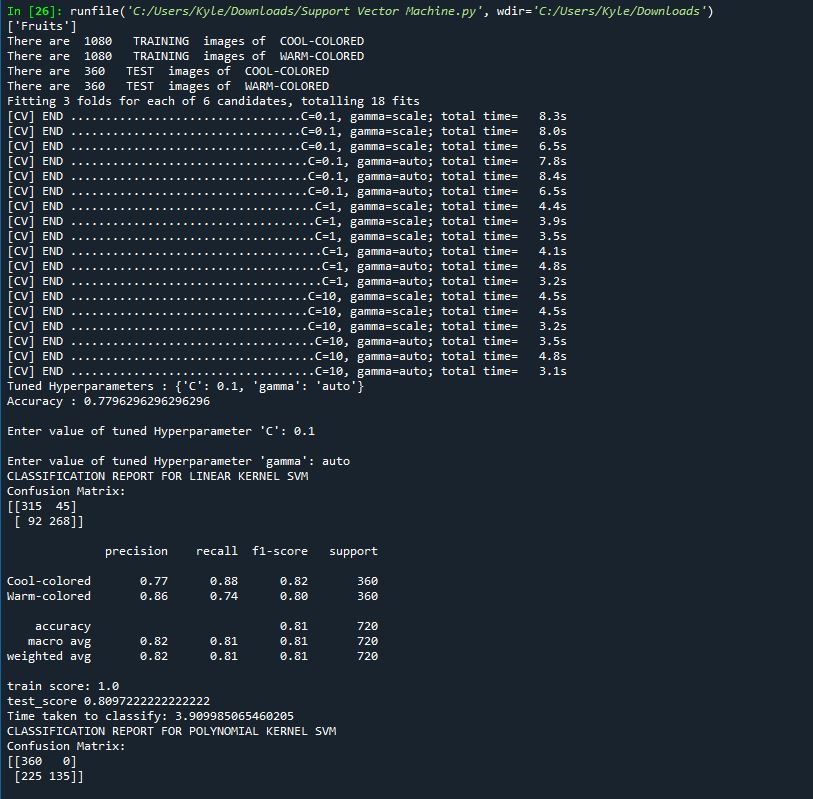 In [26]: runfile('C:/Users/Kyle/Downloads/Support Vector Machine.py', wdir='C:/Users/Kyle/Downloads')
['Fruits']
There are  1080   TRAINING  images of  COOL-COLORED
There are  1080   TRAINING  images of  WARM-COLORED
There are  360   TEST  images of  COOL-COLORED
There are  360   TEST  images of  WARM-COLORED
Fitting 3 folds for each of 6 candidates, totalling 18 fits
[CV] END .................................C=0.1, gamma=scale; total time=   8.3s
[CV] END .................................C=0.1, gamma=scale; total time=   8.0s
[CV] END .................................C=0.1, gamma=scale; total time=   6.5s
[CV] END ..................................C=0.1, gamma=auto; total time=   7.8s
[CV] END ..................................C=0.1, gamma=auto; total time=   8.4s
[CV] END ..................................C=0.1, gamma=auto; total time=   6.5s
[CV] END ...................................C=1, gamma=scale; total time=   4.4s
[CV] END ...................................C=1, gamma=scale; total time=   3.9s
[CV] END ...................................C=1, gamma=scale; total time=   3.5s
[CV] END ....................................C=1, gamma=auto; total time=   4.1s
[CV] END ....................................C=1, gamma=auto; total time=   4.8s
[CV] END ....................................C=1, gamma=auto; total time=   3.2s
[CV] END ..................................C=10, gamma=scale; total time=   4.5s
[CV] END ..................................C=10, gamma=scale; total time=   4.5s
[CV] END ..................................C=10, gamma=scale; total time=   3.2s
[CV] END ...................................C=10, gamma=auto; total time=   3.5s
[CV] END ...................................C=10, gamma=auto; total time=   4.8s
[CV] END ...................................C=10, gamma=auto; total time=   3.1s
Tuned Hyperparameters : {'C': 0.1, 'gamma': 'auto'}
Accuracy : 0.7796296296296296
Enter value of tuned Hyperparameter 'C': 0.1
Enter value of tuned Hyperparameter 'gamma': auto
CLASSIFICATION REPORT FOR LINEAR KERNEL SVM
Confusion Matrix:
[[315  45]
 [ 92 268]]
              precision    recall  f1-score   support
Cool-colored       0.77      0.88      0.82       360
Warm-colored       0.86      0.74      0.80       360
    accuracy                           0.81       720
   macro avg       0.82      0.81      0.81       720
weighted avg       0.82      0.81      0.81       720
train score: 1.0
test_score 0.8097222222222222
Time taken to classify: 3.909985065460205
CLASSIFICATION REPORT FOR POLYNOMIAL KERNEL SVM
Confusion Matrix:
[[360   0]
 [225 135]]